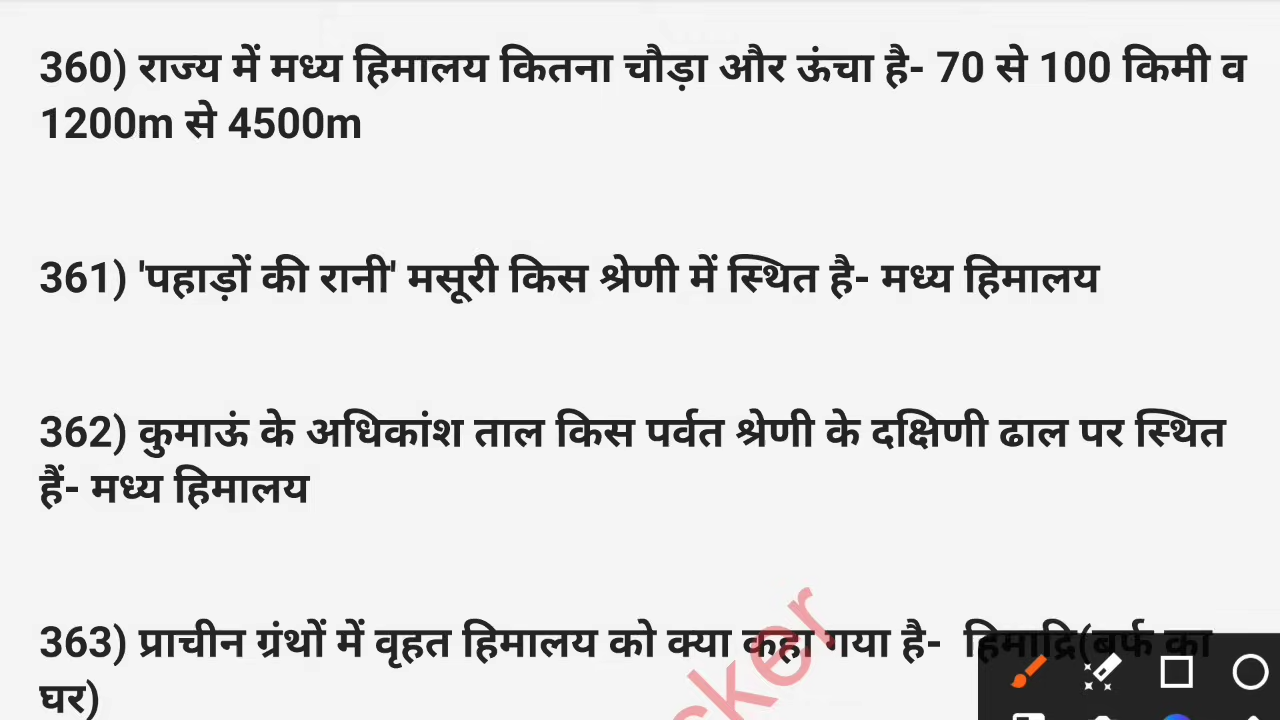 360) राज्य में मध्य हिमालय कितना चौड़ा और ऊंचा है- 70 से 100 किमी व
1200m से 4500m
361) 'पहाड़ों की रानी' मसूरी किस श्रेणी में स्थित है- मध्य हिमालय
362) कुमाऊं के अधिकांश ताल किस पर्वत श्रेणी के दक्षिणी ढाल पर स्थित
हैं- मध्य हिमालय
363) प्राचीन ग्रंथों में वृहत हिमालय को क्या कहा गया है- हिमाद्रि(बर्फ का
घर)